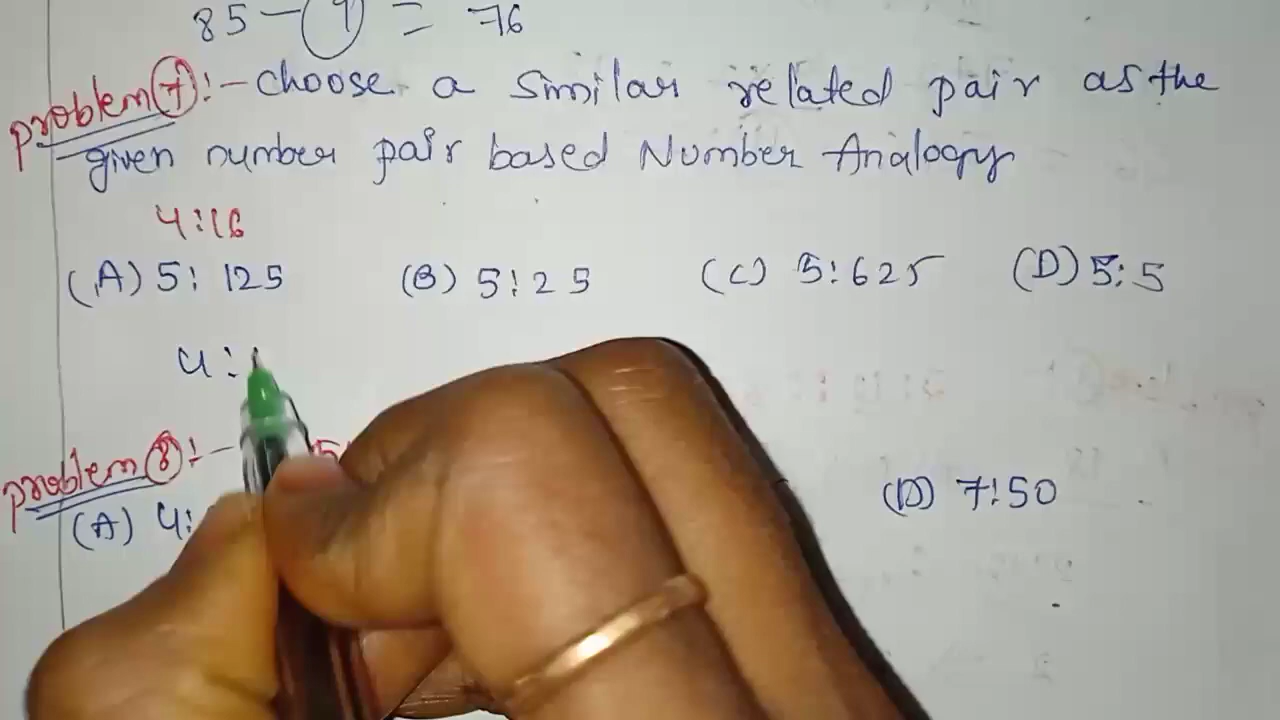 85 - 9 = 76
problem 7 :- choose a similar related pair as the
given number pair based Number Analogy
4:16
(A) 5: 125 (B) 5:25 (C) 5:625 (D) 5:5
4:
problem 8 :-
(A) 4: (D) 7:50